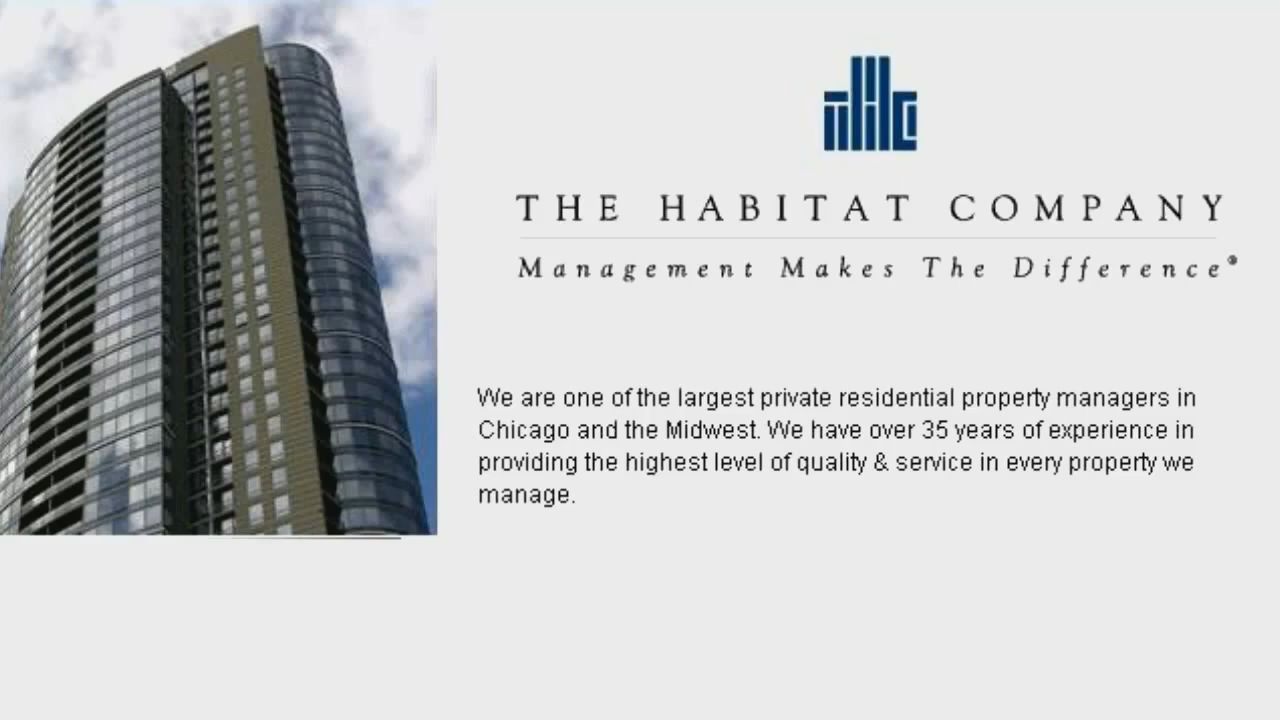 THC
THE HABITAT COMPANY
Management Makes The Difference®
We are one of the largest private residential property managers in
Chicago and the Midwest. We have over 35 years of experience in
providing the highest level of quality & service in every property we
manage.